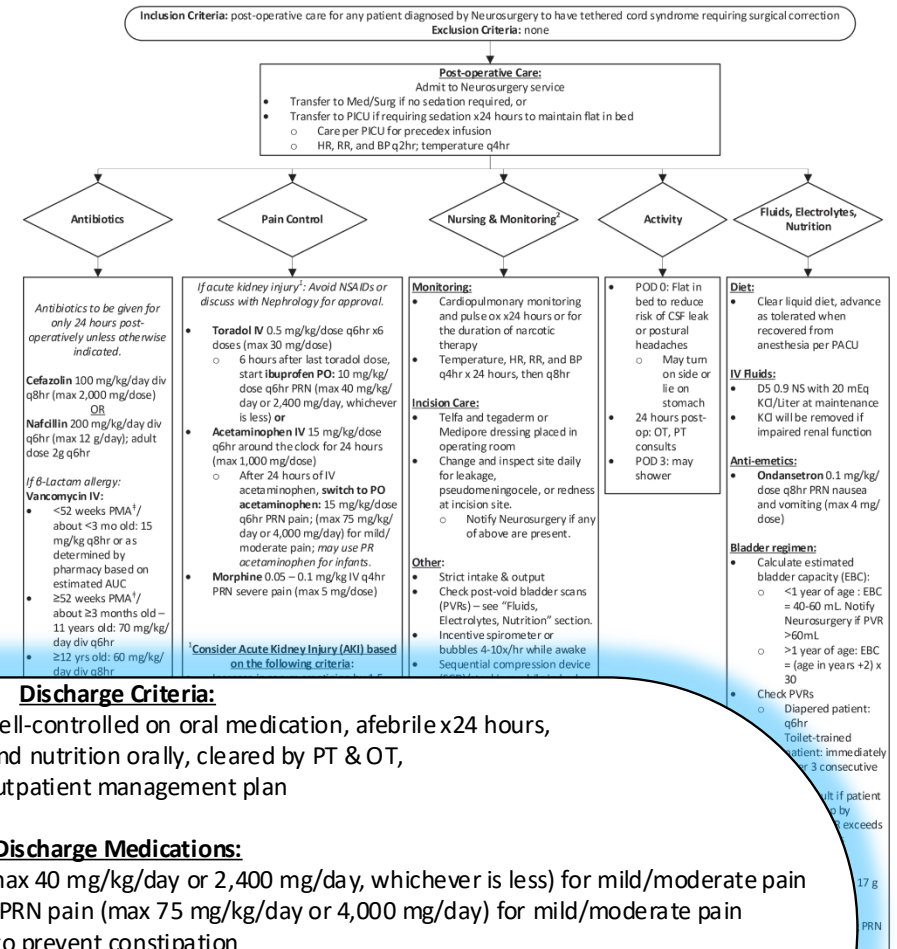 Inclusion Criteria: post-operative care for any patient diagnosed by Neurosurgery to have tethered cord syndrome requiring surgical correction
Exclusion Criteria: none
Post-operative Care:
Admit to Neurosurgery service
• Transfer to Med/Surg if no sedation required, or
• Transfer to PICU if requiring sedation x24 hours to maintain flat in bed
○ Care per PICU for precedex infusion
○ HR, RR, and BP q2hr; temperature q4hr
Antibiotics
Antibiotics to be given for
only 24 hours post-
operatively unless otherwise
indicated.
Cefazolin 100 mg/kg/day div
q8hr (max 2,000 mg/dose)
OR
Nafcillin 200 mg/kg/day div
q6hr (max 12 g/day); adult
dose 2g q6hr
If β-Lactam allergy:
Vancomycin IV:
• <52 weeks PMA†/
about <3 mo old: 15
mg/kg q8hr or as
determined by
pharmacy based on
estimated AUC
• ≥52 weeks PMA†/
about ≥3 months old –
11 years old: 70 mg/kg/
day div q6hr
• ≥12 yrs old: 60 mg/kg/
day div q8hr
Pain Control
If acute kidney injury¹: Avoid NSAIDs or
discuss with Nephrology for approval.
• Toradol IV 0.5 mg/kg/dose q6hr x6
doses (max 30 mg/dose)
○ 6 hours after last toradol dose,
start ibuprofen PO: 10 mg/kg/
dose q6hr PRN (max 40 mg/kg/
day or 2,400 mg/day, whichever
is less) or
• Acetaminophen IV 15 mg/kg/dose
q6hr around the clock for 24 hours
(max 1,000 mg/dose)
○ After 24 hours of IV
acetaminophen, switch to PO
acetaminophen: 15 mg/kg/dose
q6hr PRN pain; (max 75 mg/kg/
day or 4,000 mg/day) for mild/
moderate pain; may use PR
acetaminophen for infants.
• Morphine 0.05 – 0.1 mg/kg IV q4hr
PRN severe pain (max 5 mg/dose)
¹Consider Acute Kidney Injury (AKI) based
on the following criteria:
Nursing & Monitoring²
Monitoring:
• Cardiopulmonary monitoring
and pulse ox x24 hours or for
the duration of narcotic
therapy
• Temperature, HR, RR, and BP
q4hr x 24 hours, then q8hr
Incision Care:
• Telfa and tegaderm or
Medipore dressing placed in
operating room
• Change and inspect site daily
for leakage,
pseudomeningocele, or redness
at incision site.
○ Notify Neurosurgery if any
of above are present.
Other:
• Strict intake & output
• Check post-void bladder scans
(PVRs) – see “Fluids,
Electrolytes, Nutrition” section.
• Incentive spirometer or
bubbles 4-10x/hr while awake
• Sequential compression device
Activity
• POD 0: Flat in
bed to reduce
risk of CSF leak
or postural
headaches
○ May turn
on side or
lie on
stomach
• 24 hours post-
op: OT, PT
consults
• POD 3: may
shower
Fluids, Electrolytes,
Nutrition
Diet:
• Clear liquid diet, advance
as tolerated when
recovered from
anesthesia per PACU
IV Fluids:
• D5 0.9 NS with 20 mEq
KCl/Liter at maintenance
• KCl will be removed if
impaired renal function
Anti-emetics:
• Ondansetron 0.1 mg/kg/
dose q8hr PRN nausea
and vomiting (max 4 mg/
dose)
Bladder regimen:
• Calculate estimated
bladder capacity (EBC):
○ <1 year of age : EBC
= 40-60 mL. Notify
Neurosurgery if PVR
>60mL
○ >1 year of age: EBC
= (age in years +2) x
30
• Check PVRs
○ Diapered patient:
q6hr
Toilet-trained
patient: immediately
3 consecutive
if patient
by
exceeds
17 g
PRN
Discharge Criteria:
ell-controlled on oral medication, afebrile x24 hours,
nd nutrition orally, cleared by PT & OT,
utpatient management plan
Discharge Medications:
max 40 mg/kg/day or 2,400 mg/day, whichever is less) for mild/moderate pain
PRN pain (max 75 mg/kg/day or 4,000 mg/day) for mild/moderate pain
to prevent constipation